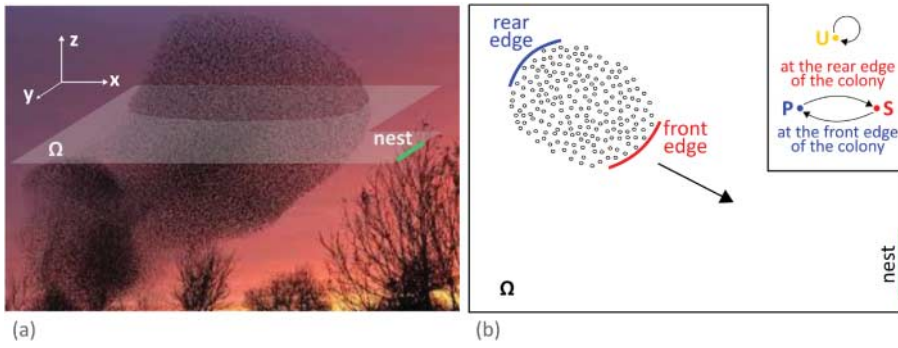 z
x
y
Ω
nest
(a)
rear
edge
front
edge
Ω
nest
U
at the rear edge
of the colony
P
S
at the front edge
of the colony
(b)